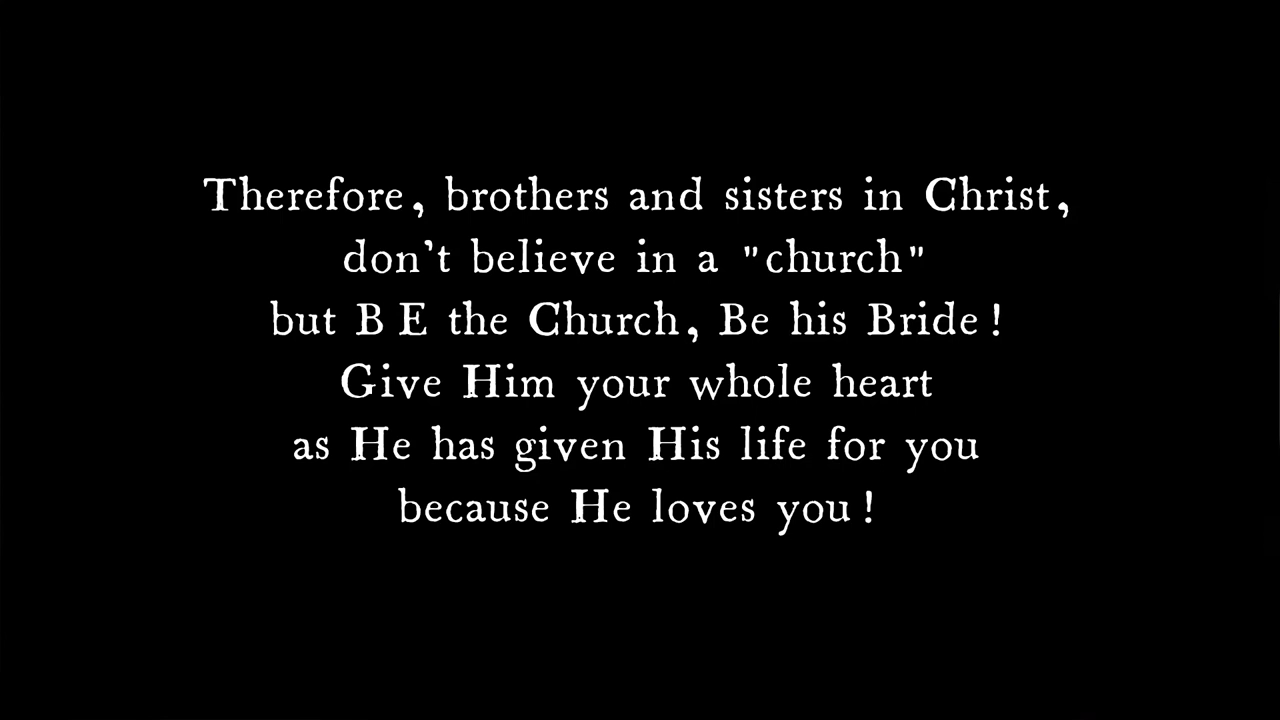 Therefore, brothers and sisters in Christ,
don't believe in a "church"
but B E the Church, Be his Bride !
Give Him your whole heart
as He has given His life for you
because He loves you !